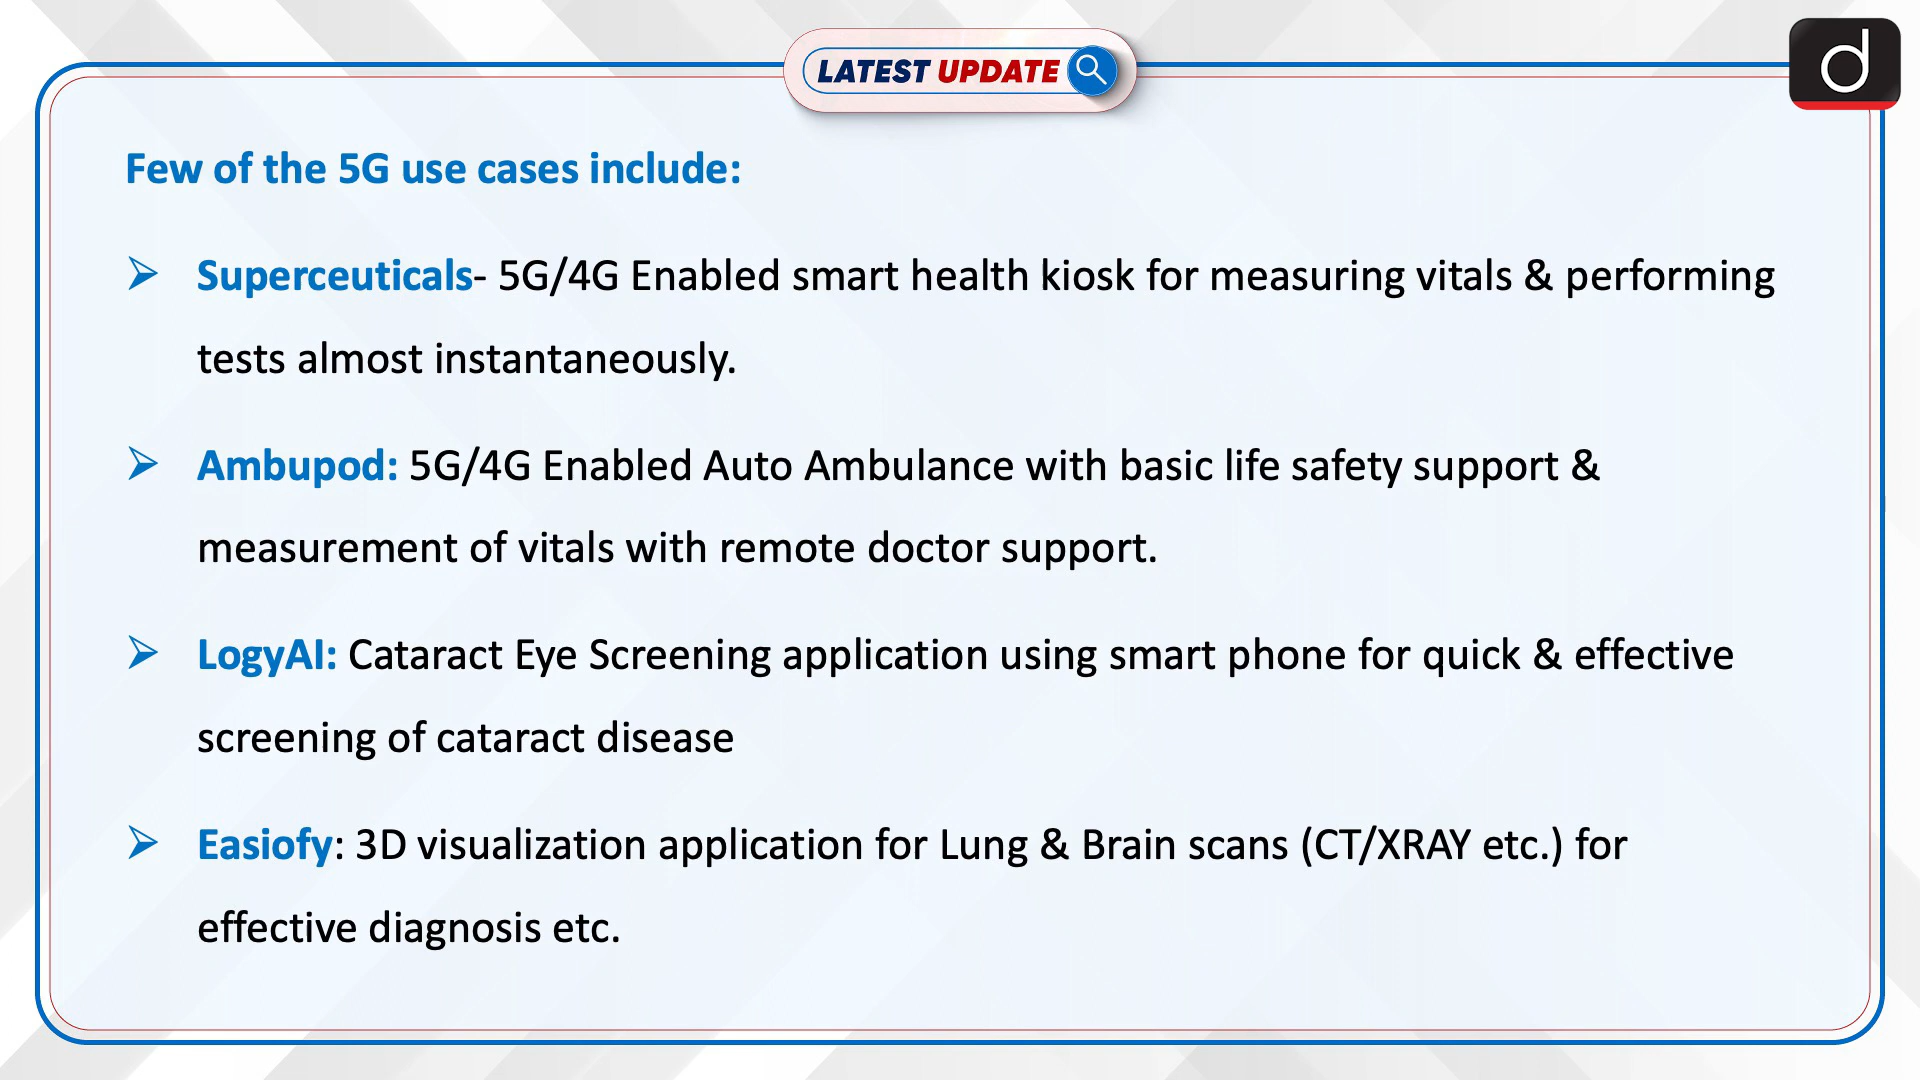 LATEST UPDATE
d
Few of the 5G use cases include:
➢ Superceuticals- 5G/4G Enabled smart health kiosk for measuring vitals & performing
tests almost instantaneously.
➢ Ambupod: 5G/4G Enabled Auto Ambulance with basic life safety support &
measurement of vitals with remote doctor support.
➢ LogyAI: Cataract Eye Screening application using smart phone for quick & effective
screening of cataract disease
➢ Easiofy: 3D visualization application for Lung & Brain scans (CT/XRAY etc.) for
effective diagnosis etc.